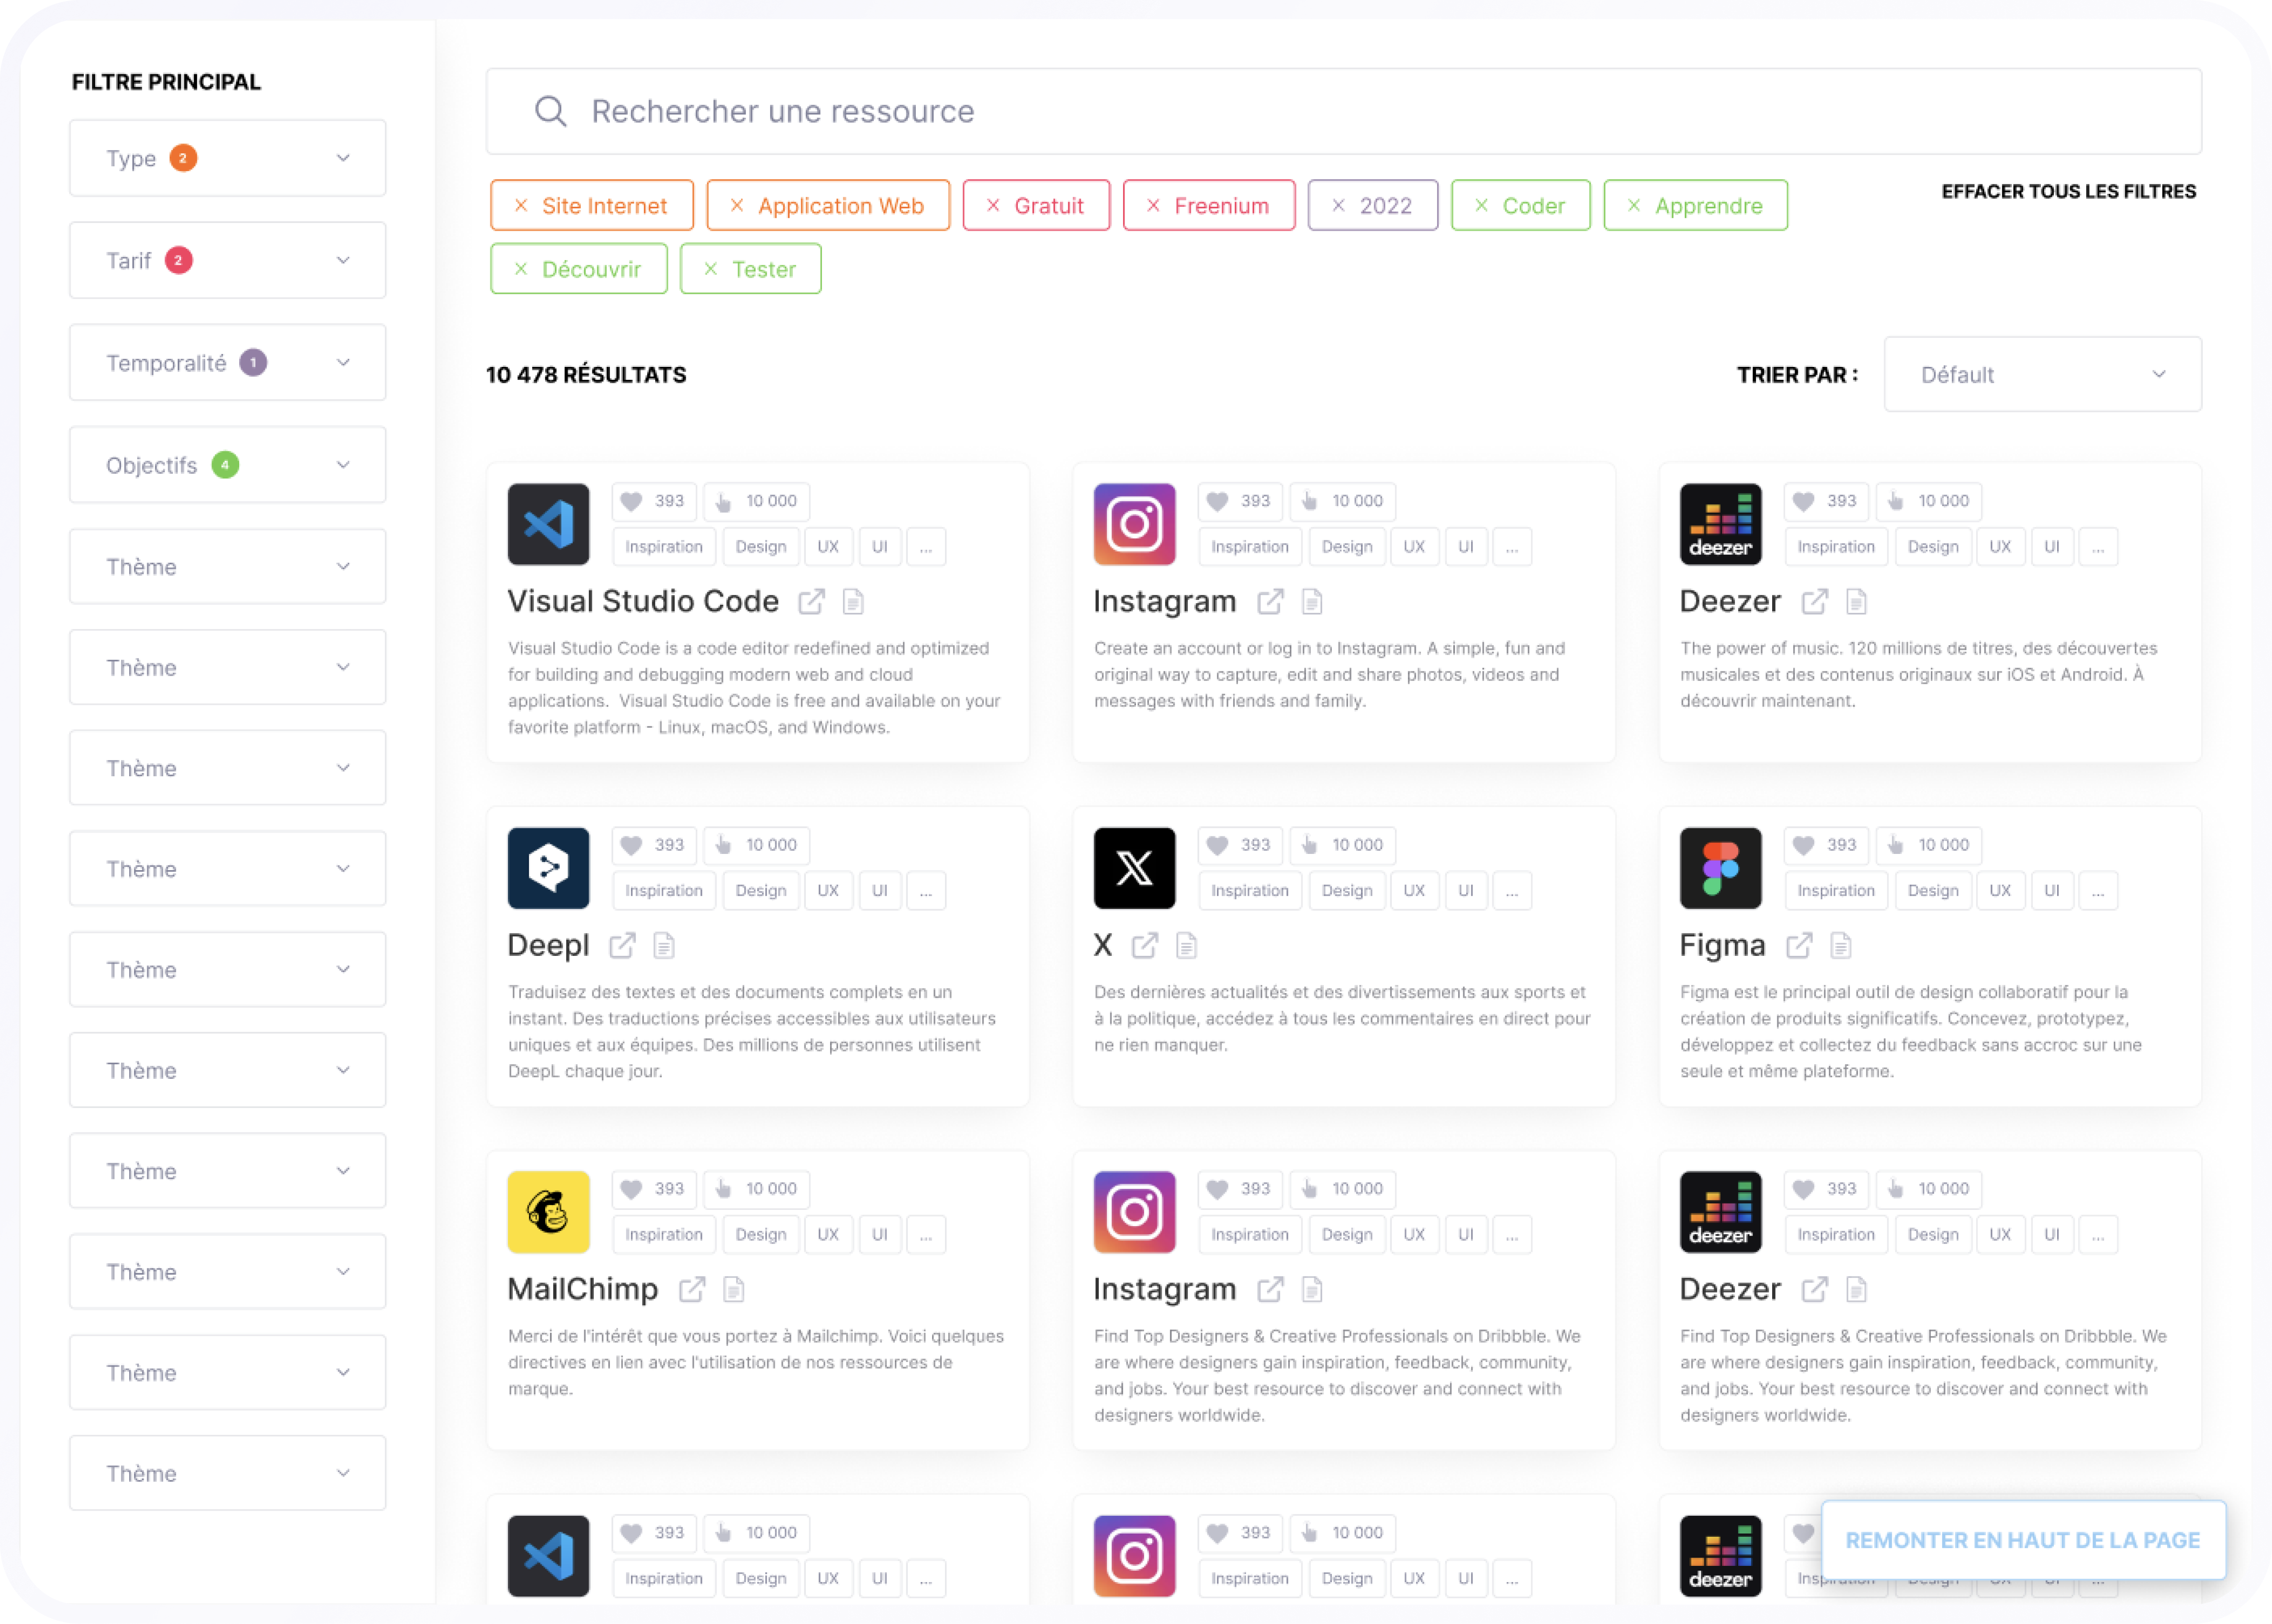 FILTRE PRINCIPAL
Type 2
Tarif 2
Temporalité 1
Objectifs 4
Thème
Thème
Thème
Thème
Thème
Thème
Thème
Thème
Thème
Thème
Rechercher une ressource
× Site Internet × Application Web × Gratuit × Freenium × 2022 × Coder × Apprendre
EFFACER TOUS LES FILTRES
× Découvrir × Tester
10 478 RÉSULTATS
TRIER PAR : Défault
393 10 000
Inspiration Design UX UI ...
Visual Studio Code
Visual Studio Code is a code editor redefined and optimized
for building and debugging modern web and cloud
applications. Visual Studio Code is free and available on your
favorite platform - Linux, macOS, and Windows.
393 10 000
Inspiration Design UX UI ...
Instagram
Create an account or log in to Instagram. A simple, fun and
original way to capture, edit and share photos, videos and
messages with friends and family.
deezer
393 10 000
Inspiration Design UX UI ...
Deezer
The power of music. 120 millions de titres, des découvertes
musicales et des contenus originaux sur iOS et Android. À
découvrir maintenant.
393 10 000
Inspiration Design UX UI ...
Deepl
Traduisez des textes et des documents complets en un
instant. Des traductions précises accessibles aux utilisateurs
uniques et aux équipes. Des millions de personnes utilisent
DeepL chaque jour.
393 10 000
Inspiration Design UX UI ...
X
Des dernières actualités et des divertissements aux sports et
à la politique, accédez à tous les commentaires en direct pour
ne rien manquer.
393 10 000
Inspiration Design UX UI ...
Figma
Figma est le principal outil de design collaboratif pour la
création de produits significatifs. Concevez, prototypez,
développez et collectez du feedback sans accroc sur une
seule et même plateforme.
393 10 000
Inspiration Design UX UI ...
MailChimp
Merci de l'intérêt que vous portez à Mailchimp. Voici quelques
directives en lien avec l'utilisation de nos ressources de
marque.
393 10 000
Inspiration Design UX UI ...
Instagram
Find Top Designers & Creative Professionals on Dribbble. We
are where designers gain inspiration, feedback, community,
and jobs. Your best resource to discover and connect with
designers worldwide.
deezer
393 10 000
Inspiration Design UX UI ...
Deezer
Find Top Designers & Creative Professionals on Dribbble. We
are where designers gain inspiration, feedback, community,
and jobs. Your best resource to discover and connect with
designers worldwide.
393 10 000
Inspiration Design UX UI ...
393 10 000
Inspiration Design UX UI ...
deezer
REMONTER EN HAUT DE LA PAGE